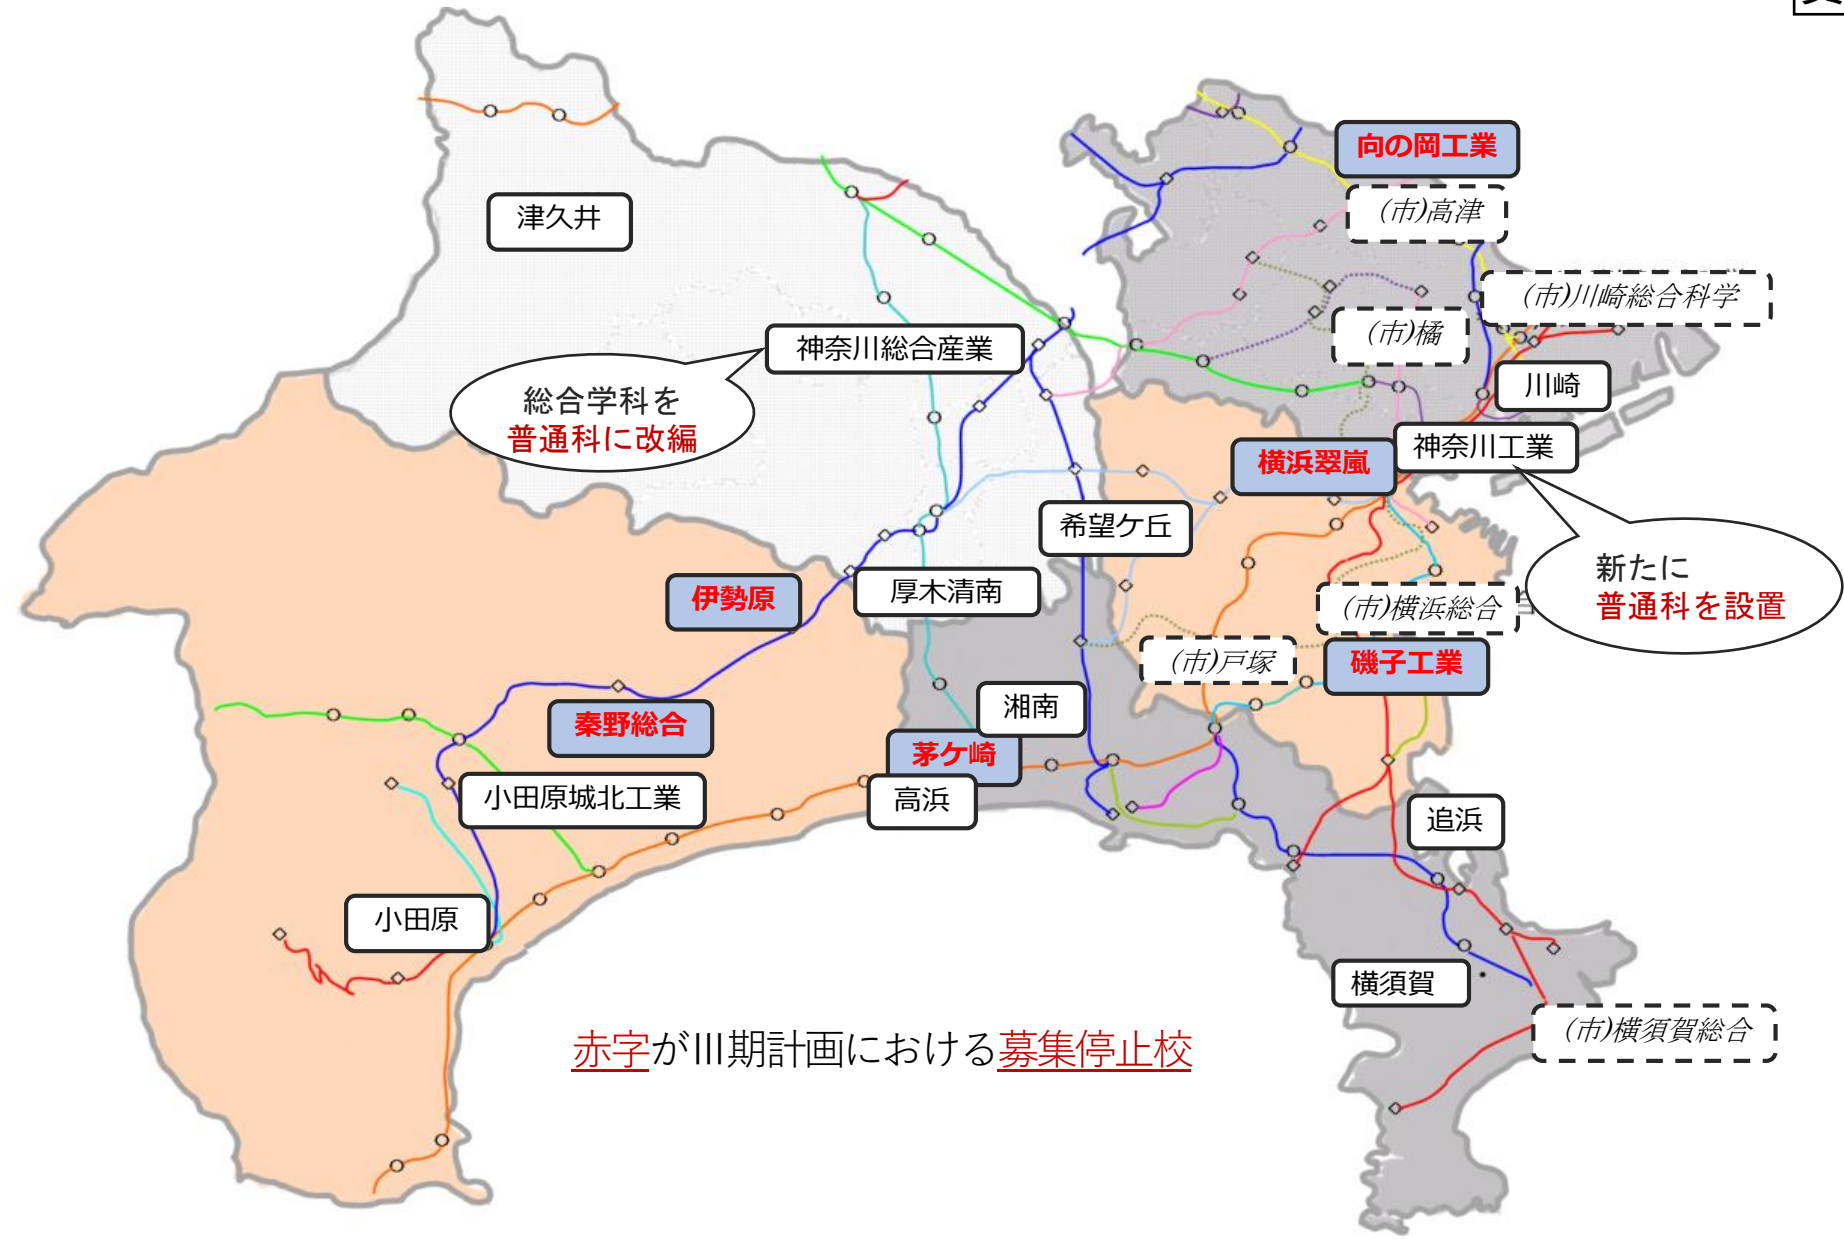 向の岡工業
(市)高津
津久井
(市)川崎総合科学
(市)橘
神奈川総合産業
総合学科を
普通科に改編
川崎
神奈川工業
横浜翠嵐
希望ケ丘
新たに
普通科を設置
厚木清南
伊勢原
(市)横浜総合
(市)戸塚
磯子工業
湘南
秦野総合
茅ケ崎
小田原城北工業
高浜
追浜
小田原
横須賀
(市)横須賀総合
赤字がⅢ期計画における募集停止校